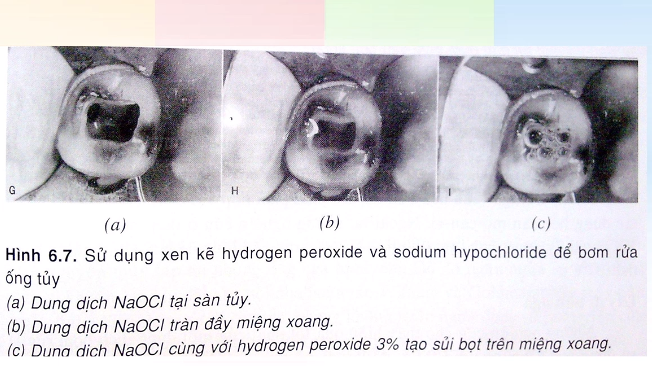 G H I
(a) (b) (c)
Hình 6.7. Sử dụng xen kẽ hydrogen peroxide và sodium hypochloride để bơm rửa
ống tủy
(a) Dung dịch NaOCl tại sàn tủy.
(b) Dung dịch NaOCl tràn đầy miệng xoang.
(c) Dung dịch NaOCl cùng với hydrogen peroxide 3% tạo sủi bọt trên miệng xoang.